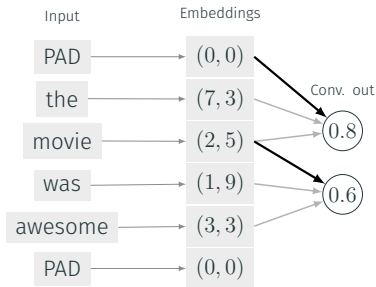 Input Embeddings
PAD (0, 0)
the (7, 3)
Conv. out
0.8
movie (2, 5)
was (1, 9)
0.6
awesome (3, 3)
PAD (0, 0)